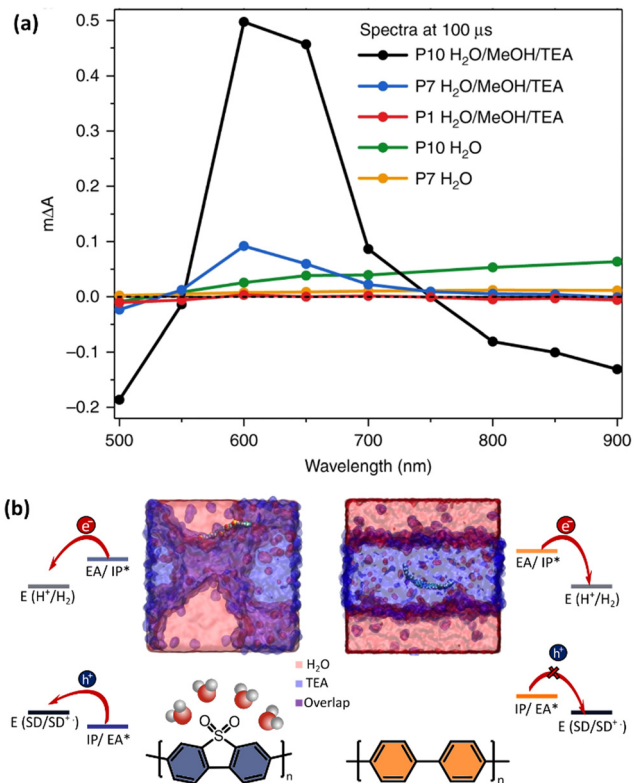 (a)
Spectra at 100 µs
P10 H₂O/MeOH/TEA
P7 H₂O/MeOH/TEA
P1 H₂O/MeOH/TEA
P10 H₂O
P7 H₂O
mΔA
0.5
0.4
0.3
0.2
0.1
0.0
−0.1
−0.2
500 600 700 800 900
Wavelength (nm)
(b)
e⁻
EA/ IP*
E (H⁺/H₂)
e⁻
EA/ IP*
E (H⁺/H₂)
H₂O
TEA
Overlap
h⁺
E (SD/SD⁺·)
IP/ EA*
h⁺
IP/ EA*
E (SD/SD⁺·)
O O
S
n
n